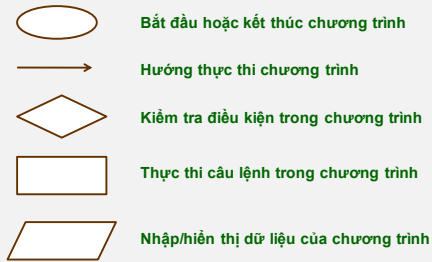 Bắt đầu hoặc kết thúc chương trình
Hướng thực thi chương trình
Kiểm tra điều kiện trong chương trình
Thực thi câu lệnh trong chương trình
Nhập/hiển thị dữ liệu của chương trình